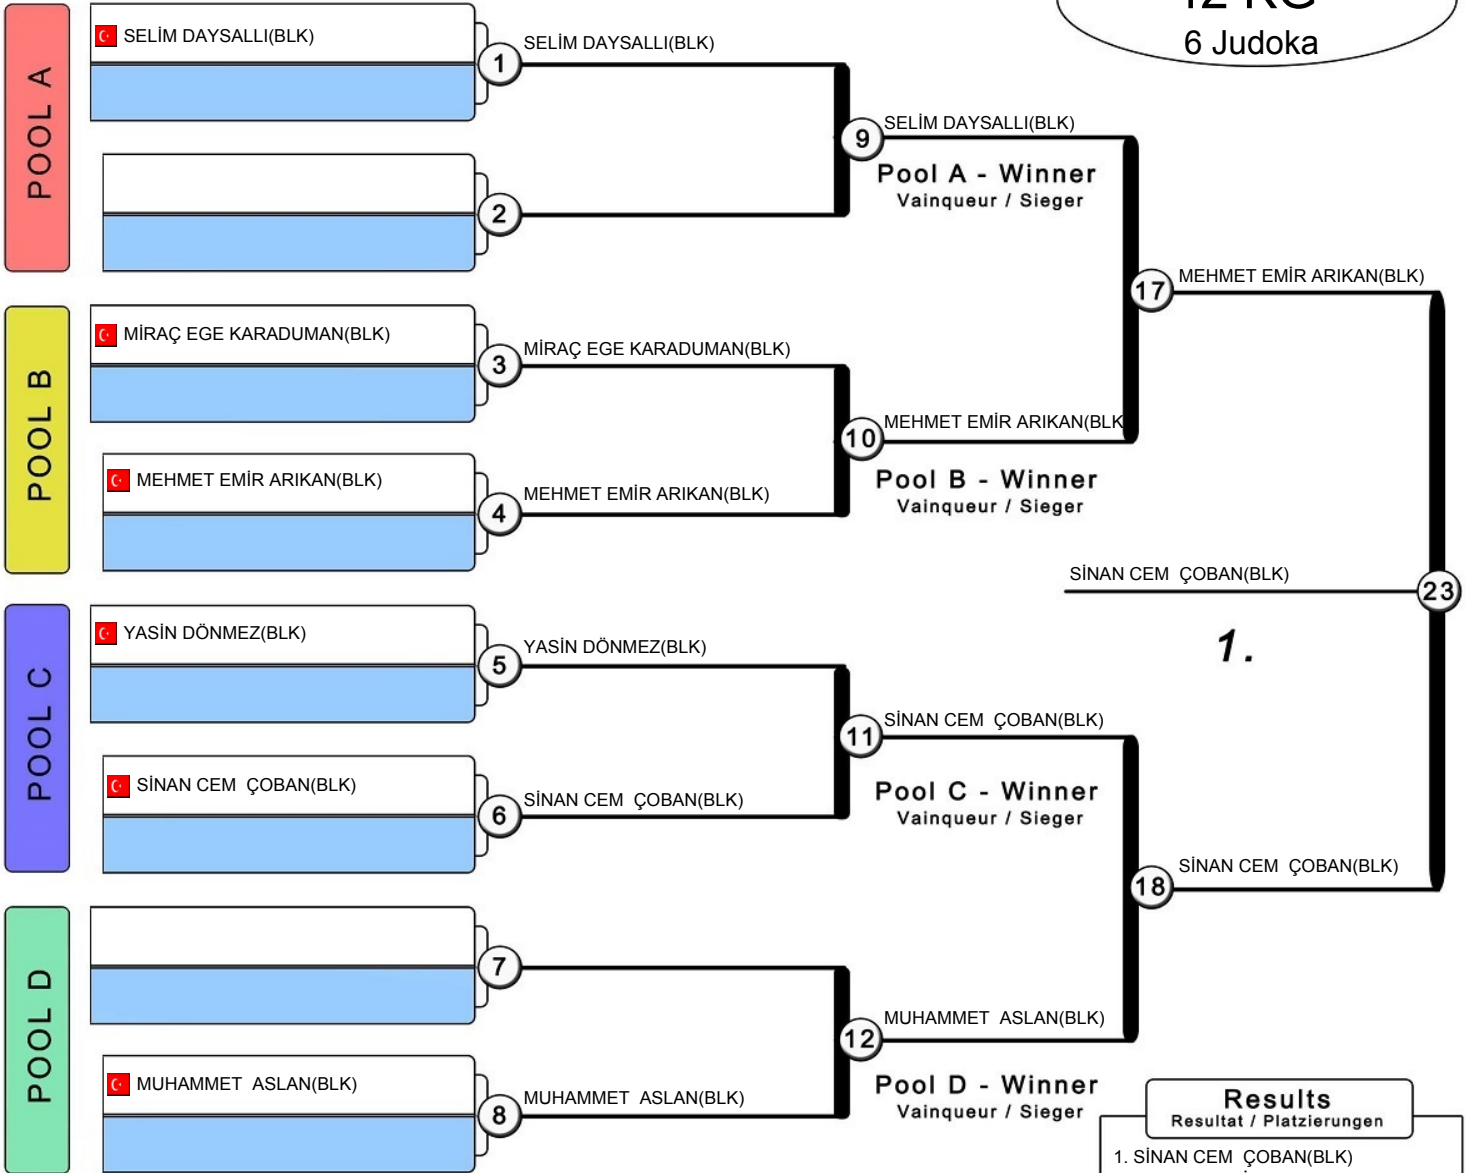 42 KG
6 Judoka
POOL A
SELİM DAYSALLI(BLK)
1
SELİM DAYSALLI(BLK)
2
9
SELİM DAYSALLI(BLK)
Pool A - Winner
Vainqueur / Sieger
POOL B
MİRAÇ EGE KARADUMAN(BLK)
3
MİRAÇ EGE KARADUMAN(BLK)
MEHMET EMİR ARIKAN(BLK)
4
MEHMET EMİR ARIKAN(BLK)
10
MEHMET EMİR ARIKAN(BLK
Pool B - Winner
Vainqueur / Sieger
17
MEHMET EMİR ARIKAN(BLK)
POOL C
YASİN DÖNMEZ(BLK)
5
YASİN DÖNMEZ(BLK)
SİNAN CEM  ÇOBAN(BLK)
6
SİNAN CEM  ÇOBAN(BLK)
11
SİNAN CEM  ÇOBAN(BLK)
Pool C - Winner
Vainqueur / Sieger
SİNAN CEM  ÇOBAN(BLK)
23
1.
POOL D
7
MUHAMMET  ASLAN(BLK)
8
MUHAMMET  ASLAN(BLK)
12
MUHAMMET  ASLAN(BLK)
Pool D - Winner
Vainqueur / Sieger
18
SİNAN CEM  ÇOBAN(BLK)
Results
Resultat / Platzierungen
1. SİNAN CEM  ÇOBAN(BLK)